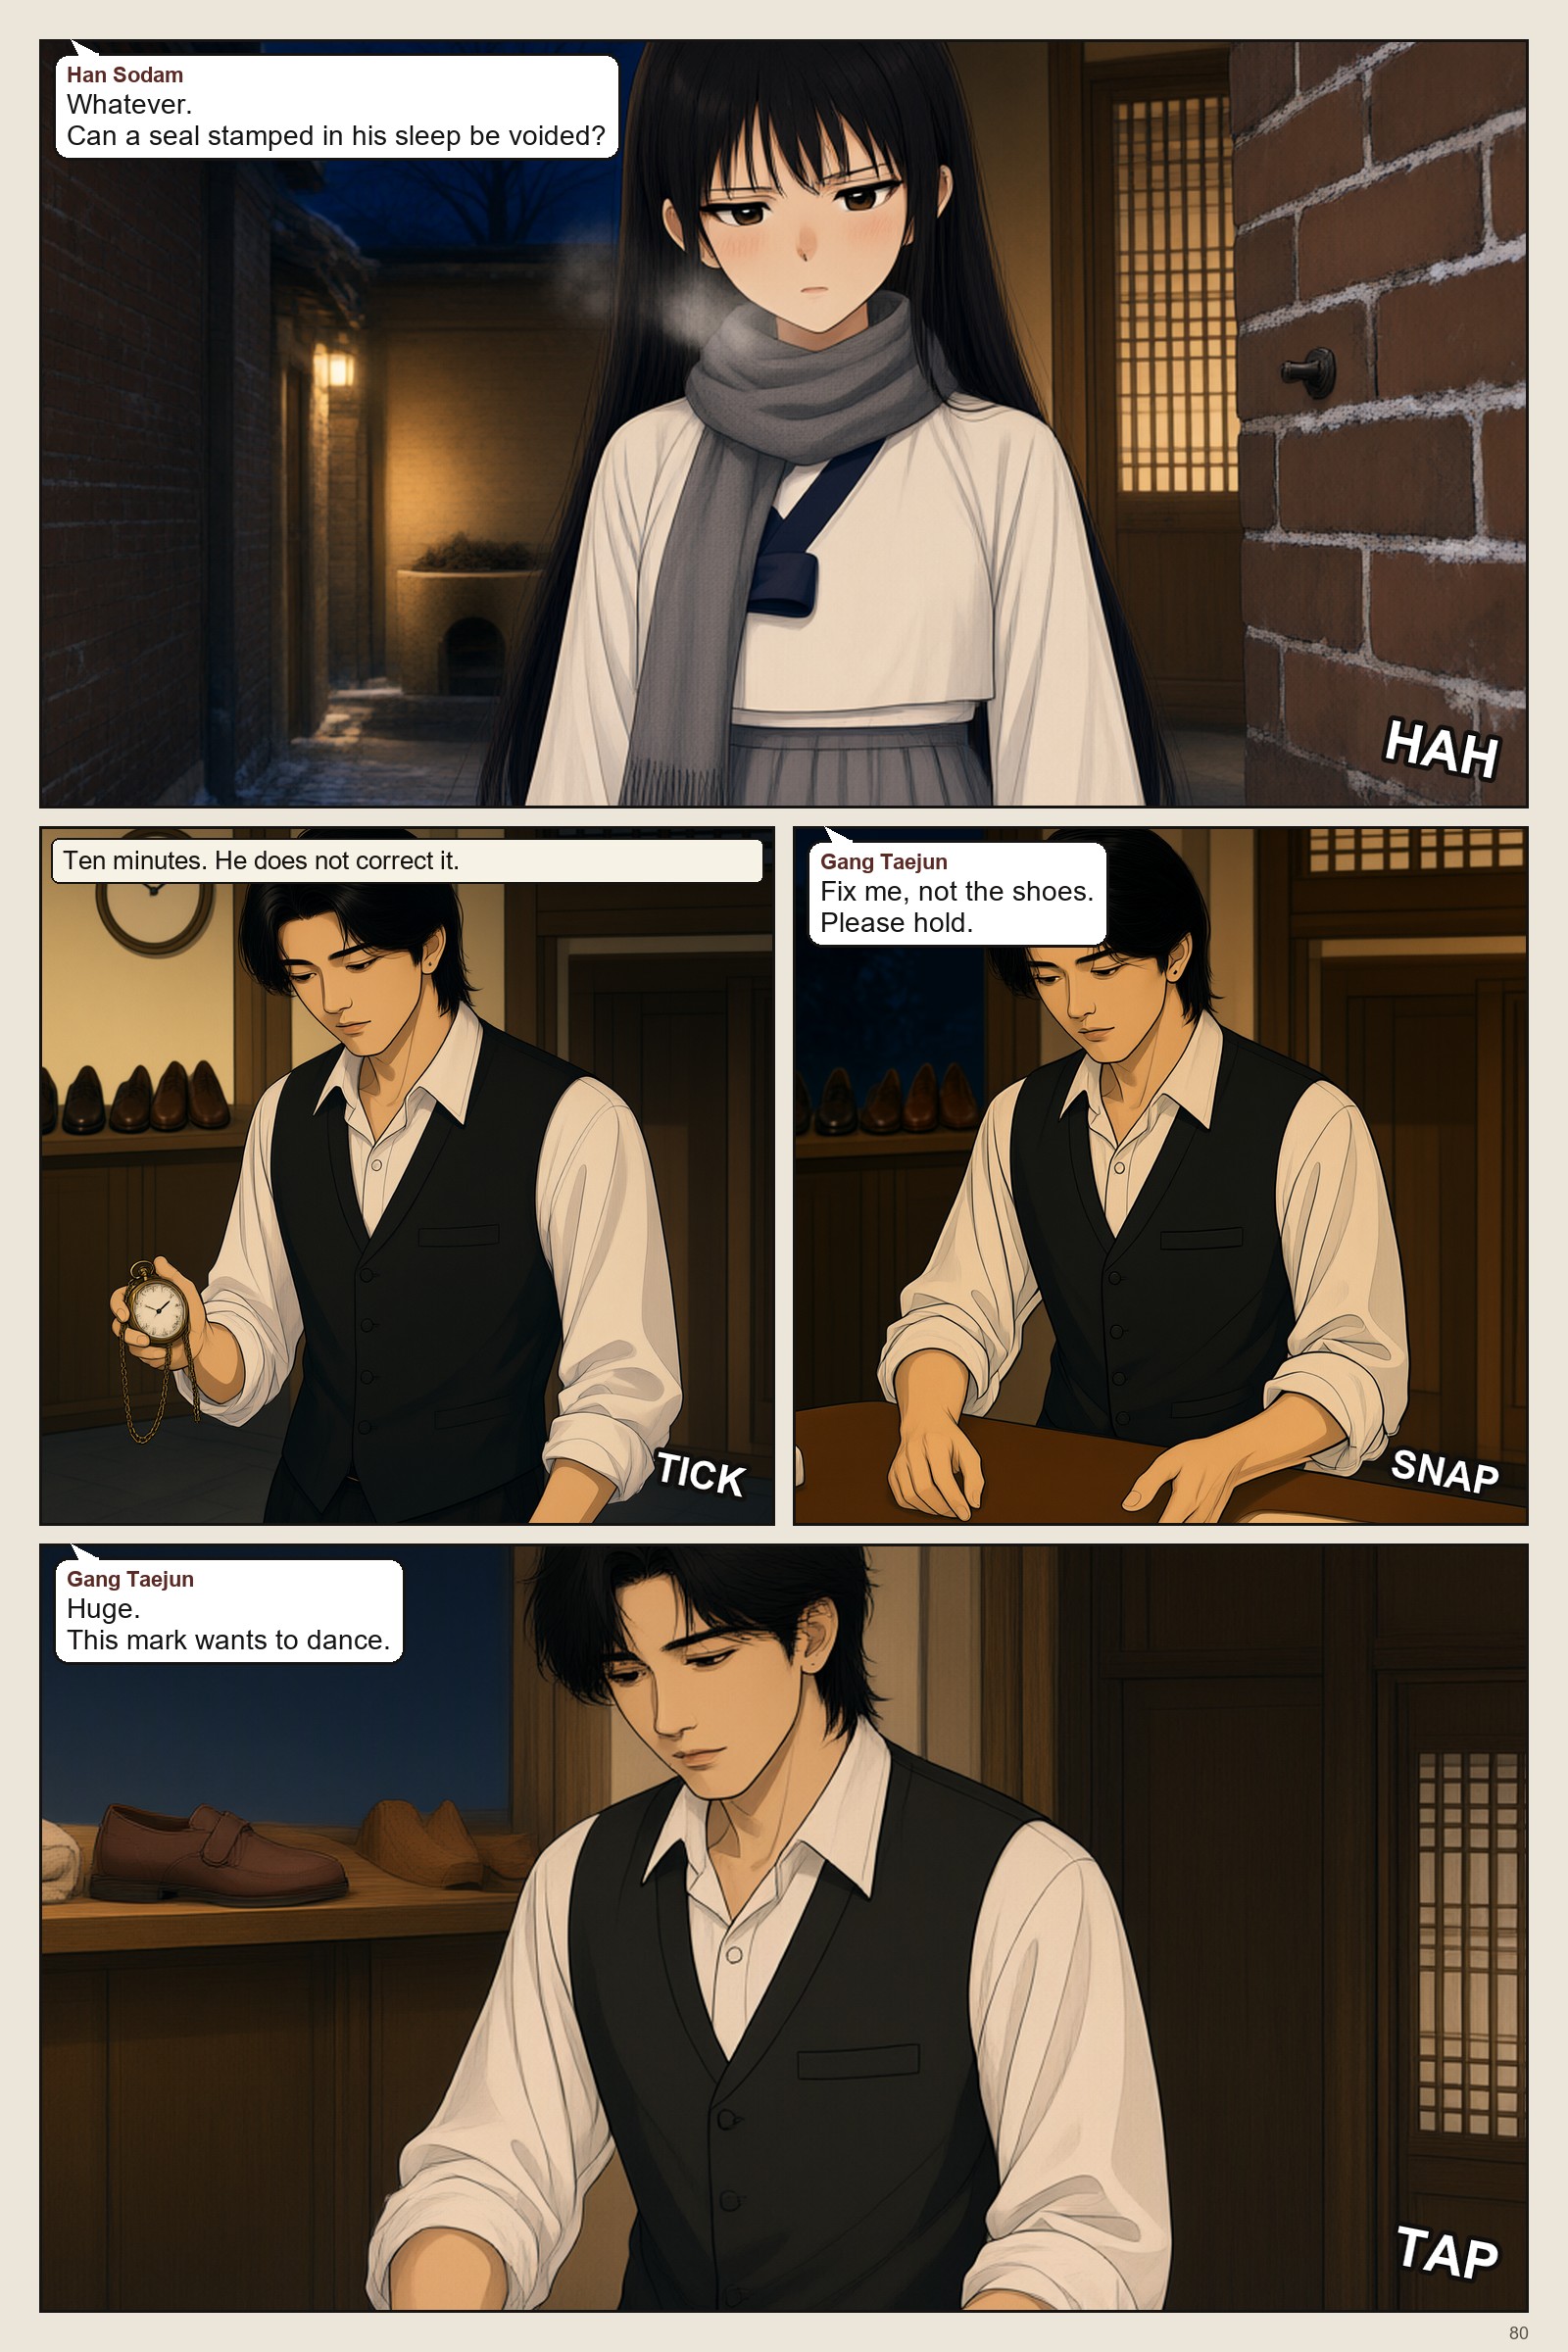 Han Sodam
Whatever.
Can a seal stamped in his sleep be voided?
HAH
Ten minutes. He does not correct it.
TICK
Gang Taejun
Fix me, not the shoes.
Please hold.
SNAP
Gang Taejun
Huge.
This mark wants to dance.
TAP
80